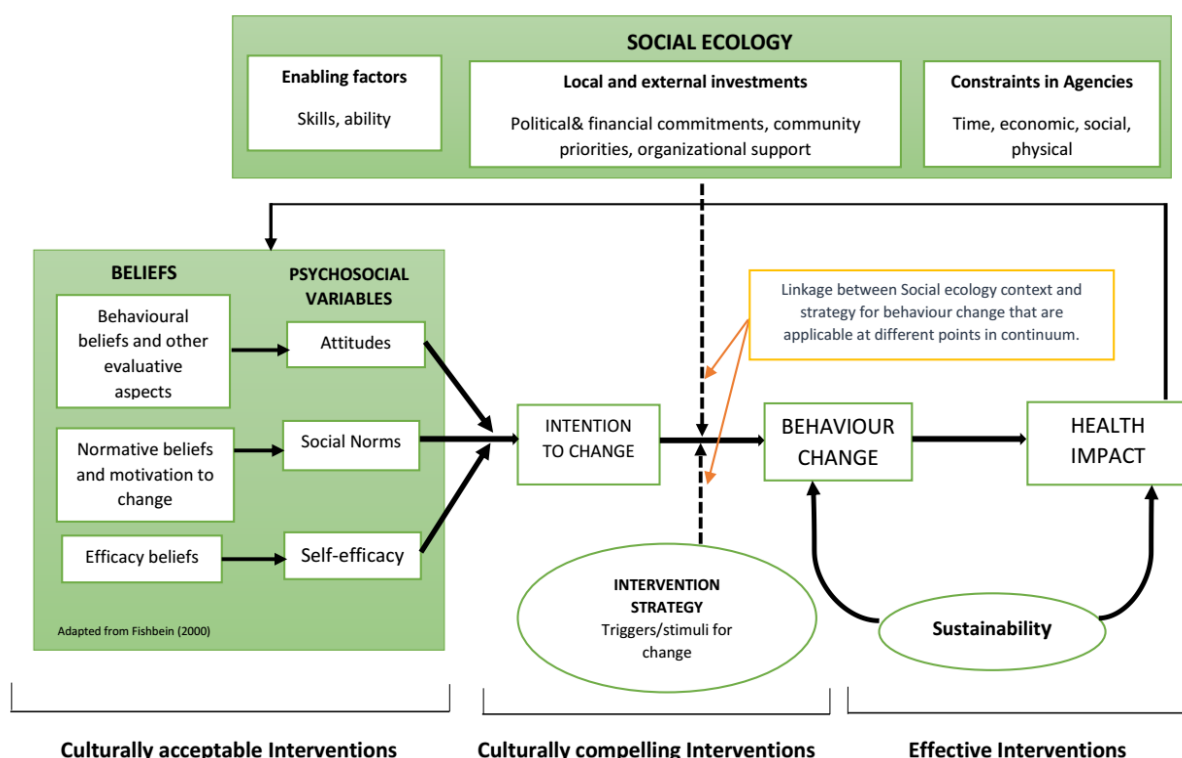 SOCIAL ECOLOGY
Enabling factors
Skills, ability
Local and external investments
Political& financial commitments, community
priorities, organizational support
Constraints in Agencies
Time, economic, social,
physical
BELIEFS
PSYCHOSOCIAL
VARIABLES
Behavioural
beliefs and other
evaluative
aspects
Attitudes
Normative beliefs
and motivation to
change
Social Norms
Efficacy beliefs
Self-efficacy
Adapted from Fishbein (2000)
Linkage between Social ecology context and
strategy for behaviour change that are
applicable at different points in continuum.
INTENTION
TO CHANGE
BEHAVIOUR
CHANGE
HEALTH
IMPACT
INTERVENTION
STRATEGY
Triggers/stimuli for
change
Sustainability
Culturally acceptable Interventions
Culturally compelling Interventions
Effective Interventions